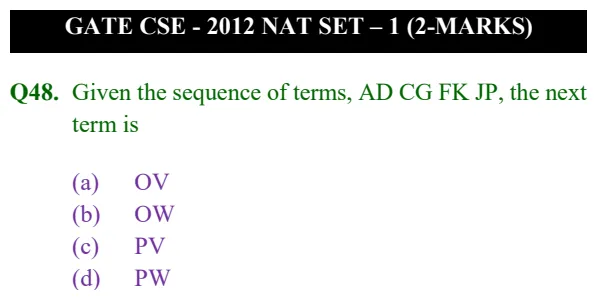 GATE CSE - 2012 NAT SET – 1 (2-MARKS)
Q48. Given the sequence of terms, AD CG FK JP, the next
term is
(a) OV
(b) OW
(c) PV
(d) PW